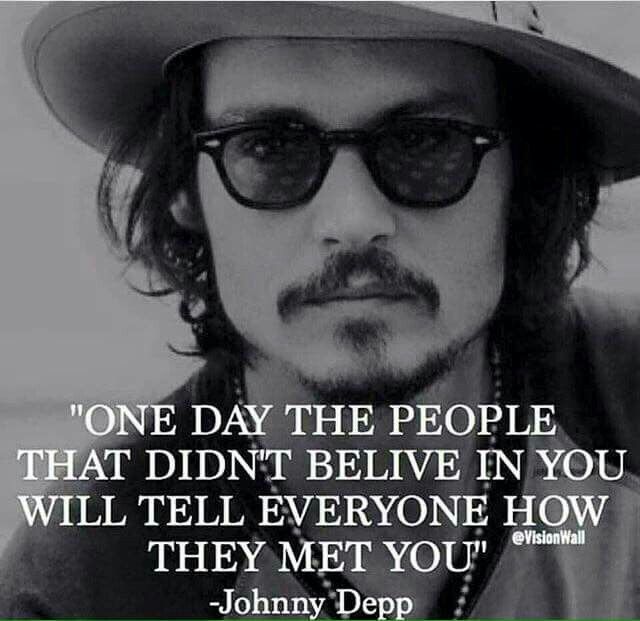 "ONE DAY THE PEOPLE
THAT DIDN'T BELIVE IN YOU
WILL TELL EVERYONE HOW
@VisionWall
THEY MET YOU"
-Johnny Depp